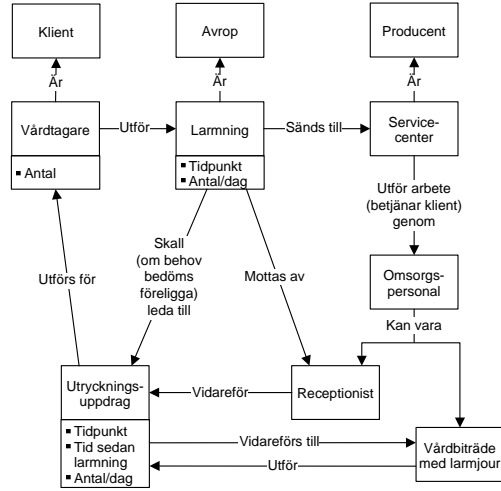 Klient
Avrop
Producent
Är
Är
Är
Vårdtagare
Utför
Larmning
Sänds till
Service-
center
▪ Antal
▪ Tidpunkt
▪ Antal/dag
Utför arbete
(betjänar klient)
genom
Skall
(om behov
bedöms
föreligga)
leda till
Utförs för
Mottas av
Omsorgs-
personal
Kan vara
Utrycknings-
uppdrag
Vidareför
Receptionist
▪ Tidpunkt
▪ Tid sedan
larmning
▪ Antal/dag
Vidareförs till
Utför
Vårdbiträde
med larmjour